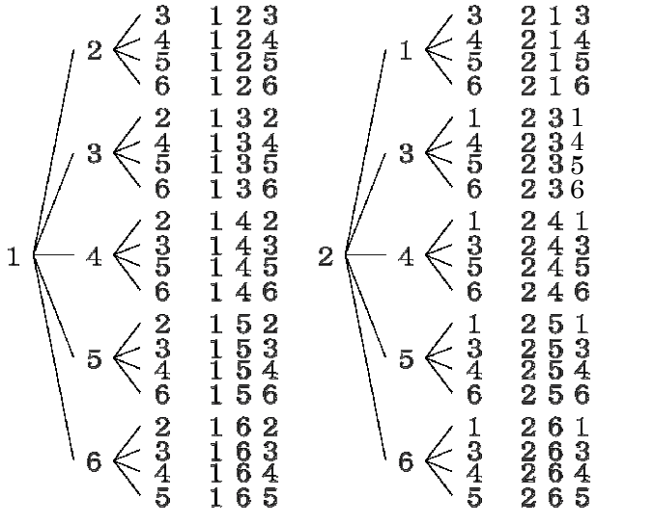 3 1 2 3 3 2 1 3
2 4 1 2 4 1 4 2 1 4
5 1 2 5 5 2 1 5
6 1 2 6 6 2 1 6
2 1 3 2 1 2 3 1
3 4 1 3 4 3 4 2 3 4
5 1 3 5 5 2 3 5
6 1 3 6 6 2 3 6
2 1 4 2 1 2 4 1
3 1 4 3 3 2 4 3
1 4 5 1 4 5 2 4 5 2 4 5
6 1 4 6 6 2 4 6
2 1 5 2 1 2 5 1
5 3 1 5 3 5 3 2 5 3
4 1 5 4 4 2 5 4
6 1 5 6 6 2 5 6
2 1 6 2 1 2 6 1
6 3 1 6 3 6 3 2 6 3
4 1 6 4 4 2 6 4
5 1 6 5 5 2 6 5